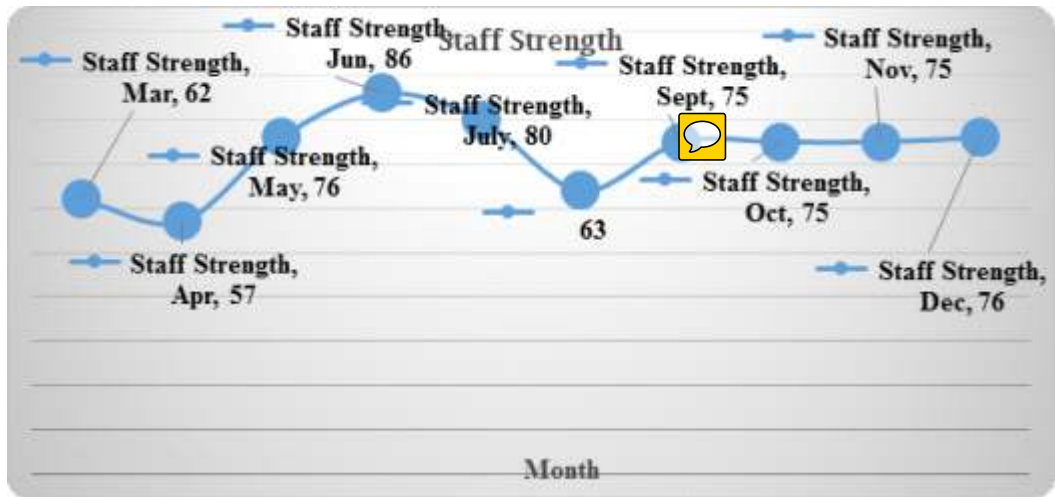 Staff Strength
Staff Strength,
Mar, 62
Staff Strength,
Apr, 57
Staff Strength,
May, 76
Staff Strength,
Jun, 86
Staff Strength,
July, 80
63
Staff Strength,
Sept, 75
Staff Strength,
Oct, 75
Staff Strength,
Nov, 75
Staff Strength,
Dec, 76
Month